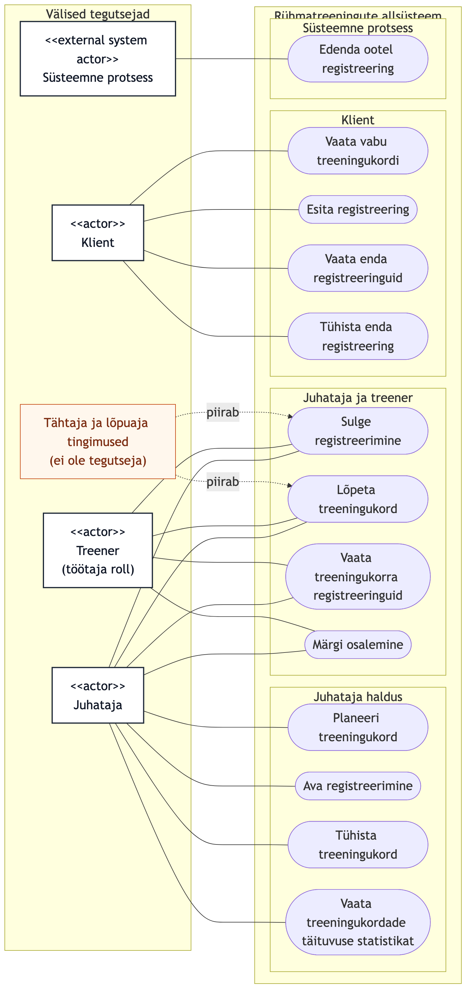 Välised tegutsejad
<<external system
actor>>
Süsteemne protsess
<<actor>>
Klient
Tähtaja ja lõpuaja
tingimused
(ei ole tegutseja)
<<actor>>
Treener
(töötaja roll)
<<actor>>
Juhataja
piirab
piirab
Rühmatreeningute allsüsteem
Süsteemne protsess
Edenda ootel
registreering
Klient
Vaata vabu
treeningukordi
Esita registreering
Vaata enda
registreeringuid
Tühista enda
registreering
Juhataja ja treener
Sulge
registreerimine
Lõpeta
treeningukord
Vaata
treeningukorra
registreeringuid
Märgi osalemine
Juhataja haldus
Planeeri
treeningukord
Ava registreerimine
Tühista
treeningukord
Vaata
treeningukordade
täituvuse statistikat